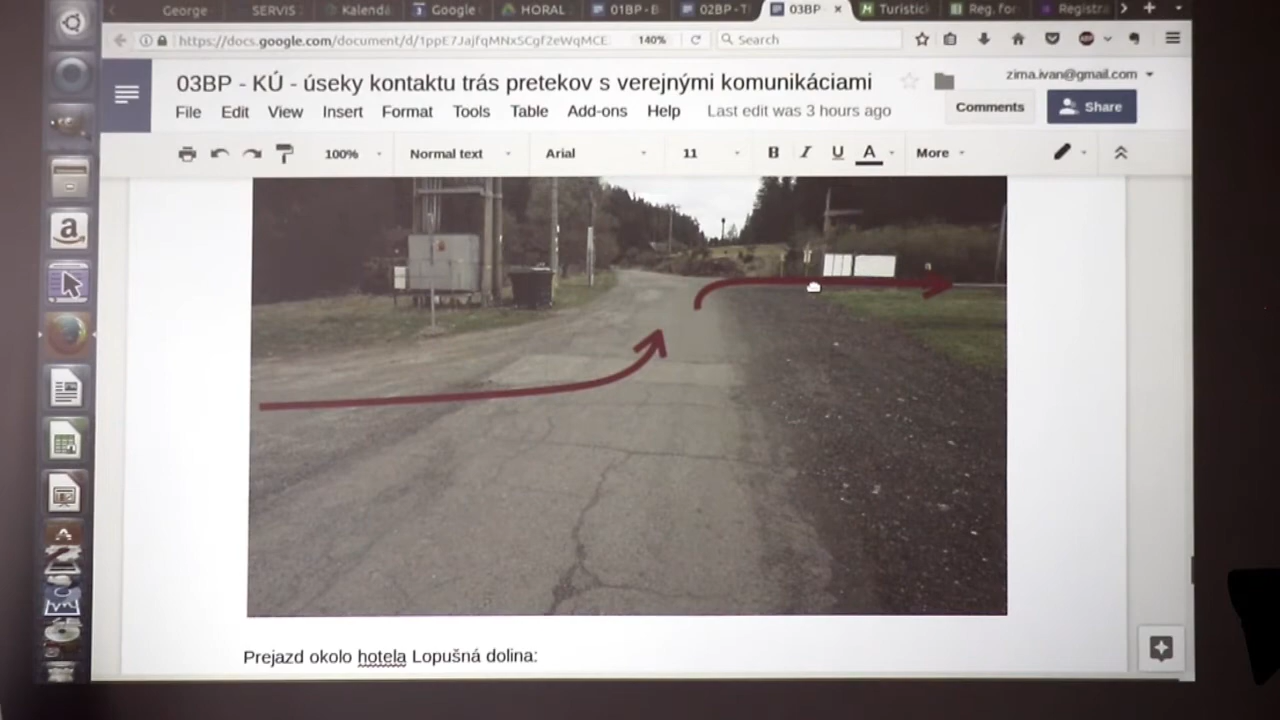 George SERVIS Kalend Google HORAL 01BP - B 02BP - T 03BP - Turistick Reg. for Registra
https://docs.google.com/document/d/1ppE7JajfqMNxSCgf2eWqMCE 140% Search
03BP - KÚ - úseky kontaktu trás pretekov s verejnými komunikáciami
zima.ivan@gmail.com
File Edit View Insert Format Tools Table Add-ons Help Last edit was 3 hours ago Comments Share
100% Normal text Arial 11 B I U A More
Prejazd okolo hotela Lopušná dolina: